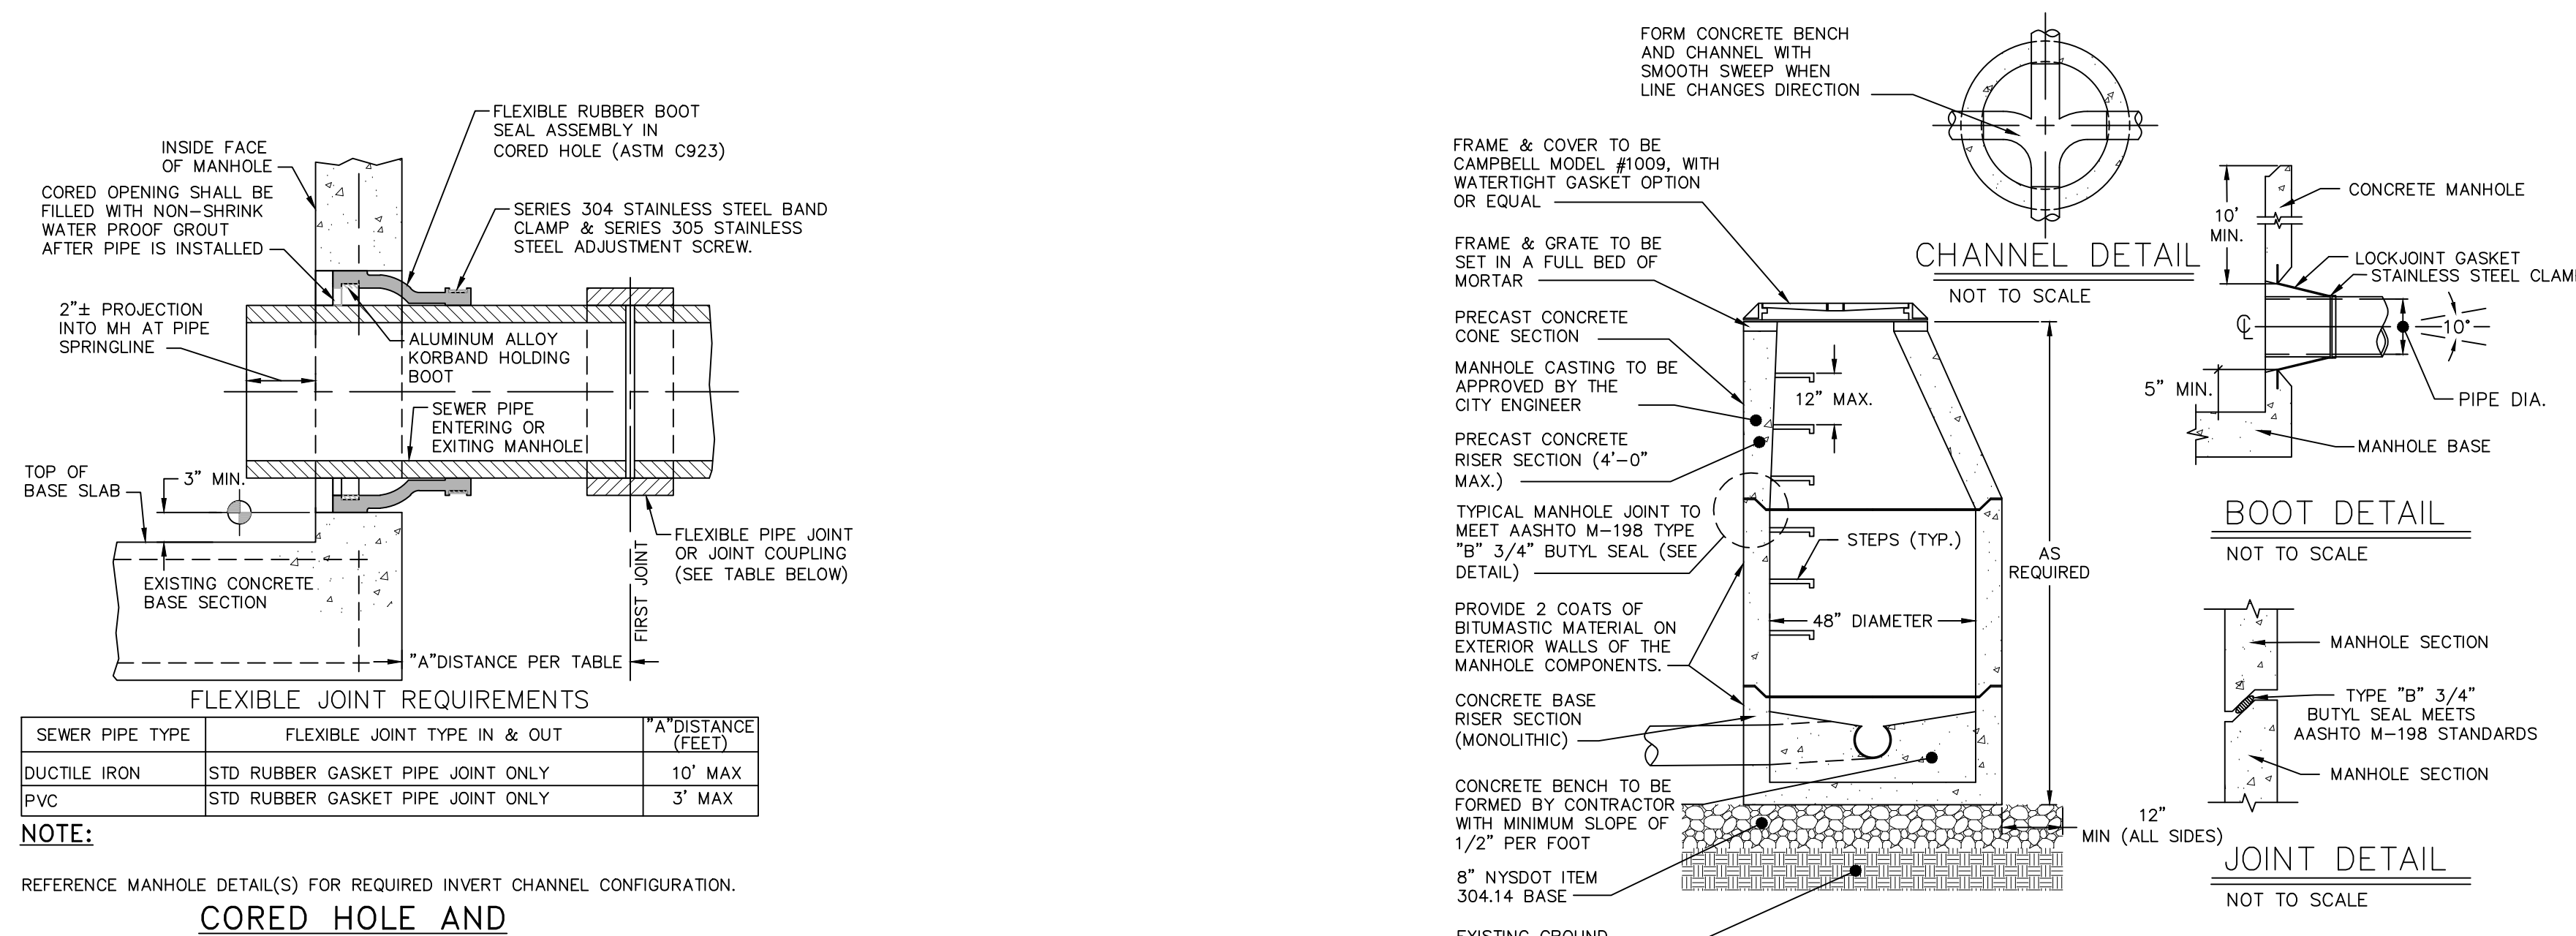 FLEXIBLE RUBBER BOOT
SEAL ASSEMBLY IN
CORED HOLE (ASTM C923)
INSIDE FACE
OF MANHOLE
CORED OPENING SHALL BE
FILLED WITH NON-SHRINK
WATER PROOF GROUT
AFTER PIPE IS INSTALLED
SERIES 304 STAINLESS STEEL BAND
CLAMP & SERIES 305 STAINLESS
STEEL ADJUSTMENT SCREW.
2"± PROJECTION
INTO MH AT PIPE
SPRINGLINE
ALUMINUM ALLOY
KORBAND HOLDING
BOOT
SEWER PIPE
ENTERING OR
EXITING MANHOLE
TOP OF
BASE SLAB
3" MIN.
FLEXIBLE PIPE JOINT
OR JOINT COUPLING
(SEE TABLE BELOW)
FIRST JOINT
EXISTING CONCRETE
BASE SECTION
"A"DISTANCE PER TABLE
FLEXIBLE JOINT REQUIREMENTS
SEWER PIPE TYPE FLEXIBLE JOINT TYPE IN & OUT "A"DISTANCE
(FEET)
DUCTILE IRON STD RUBBER GASKET PIPE JOINT ONLY 10' MAX
PVC STD RUBBER GASKET PIPE JOINT ONLY 3' MAX
NOTE:
REFERENCE MANHOLE DETAIL(S) FOR REQUIRED INVERT CHANNEL CONFIGURATION.
CORED HOLE AND
FORM CONCRETE BENCH
AND CHANNEL WITH
SMOOTH SWEEP WHEN
LINE CHANGES DIRECTION
CHANNEL DETAIL
NOT TO SCALE
FRAME & COVER TO BE
CAMPBELL MODEL #1009, WITH
WATERTIGHT GASKET OPTION
OR EQUAL
FRAME & GRATE TO BE
SET IN A FULL BED OF
MORTAR
PRECAST CONCRETE
CONE SECTION
MANHOLE CASTING TO BE
APPROVED BY THE
CITY ENGINEER
PRECAST CONCRETE
RISER SECTION (4'-0"
MAX.)
TYPICAL MANHOLE JOINT TO
MEET AASHTO M-198 TYPE
"B" 3/4" BUTYL SEAL (SEE
DETAIL)
PROVIDE 2 COATS OF
BITUMASTIC MATERIAL ON
EXTERIOR WALLS OF THE
MANHOLE COMPONENTS.
CONCRETE BASE
RISER SECTION
(MONOLITHIC)
CONCRETE BENCH TO BE
FORMED BY CONTRACTOR
WITH MINIMUM SLOPE OF
1/2" PER FOOT
8" NYSDOT ITEM
304.14 BASE
EXISTING GROUND
12" MAX.
STEPS (TYP.)
48" DIAMETER
AS
REQUIRED
12"
MIN (ALL SIDES)
CONCRETE MANHOLE
10'
MIN.
LOCKJOINT GASKET
STAINLESS STEEL CLAMP
CL
10°
5" MIN.
PIPE DIA.
MANHOLE BASE
BOOT DETAIL
NOT TO SCALE
MANHOLE SECTION
TYPE "B" 3/4"
BUTYL SEAL MEETS
AASHTO M-198 STANDARDS
MANHOLE SECTION
JOINT DETAIL
NOT TO SCALE